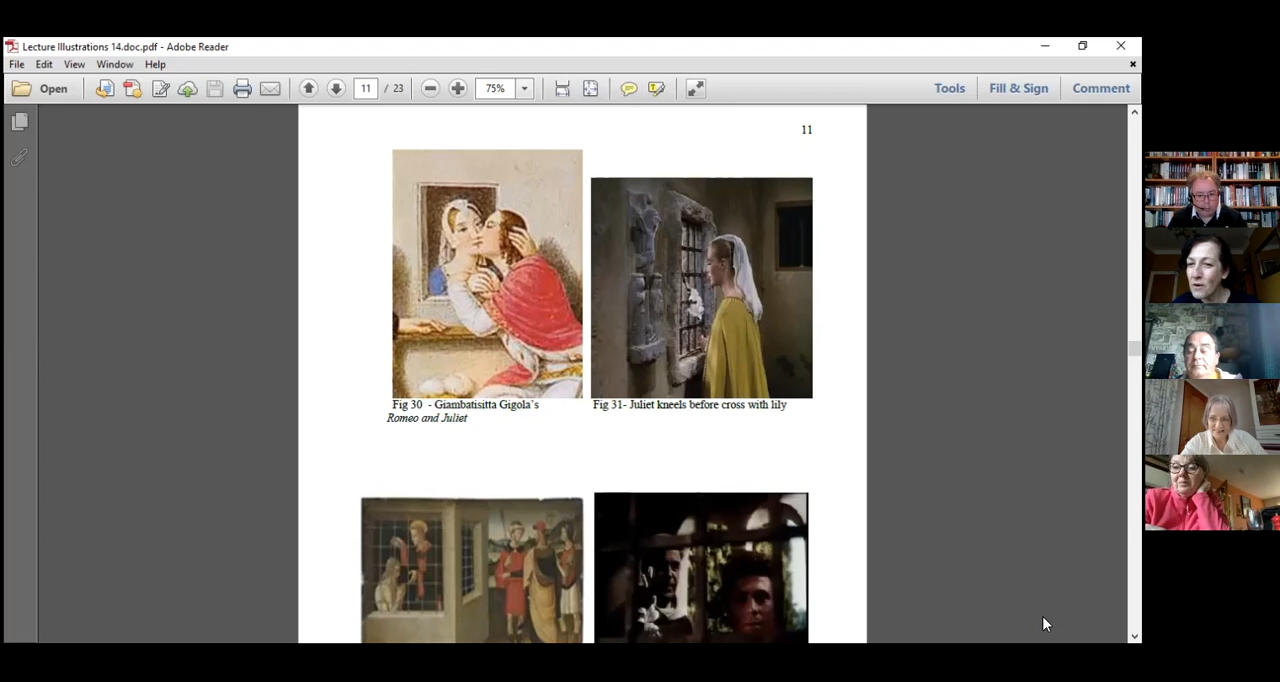 Lecture Illustrations 14.doc.pdf - Adobe Reader
File Edit View Window Help
Open 11 / 23 75% Tools Fill & Sign Comment
11
Fig 30 - Giambatisitta Gigola's
Romeo and Juliet
Fig 31- Juliet kneels before cross with lily